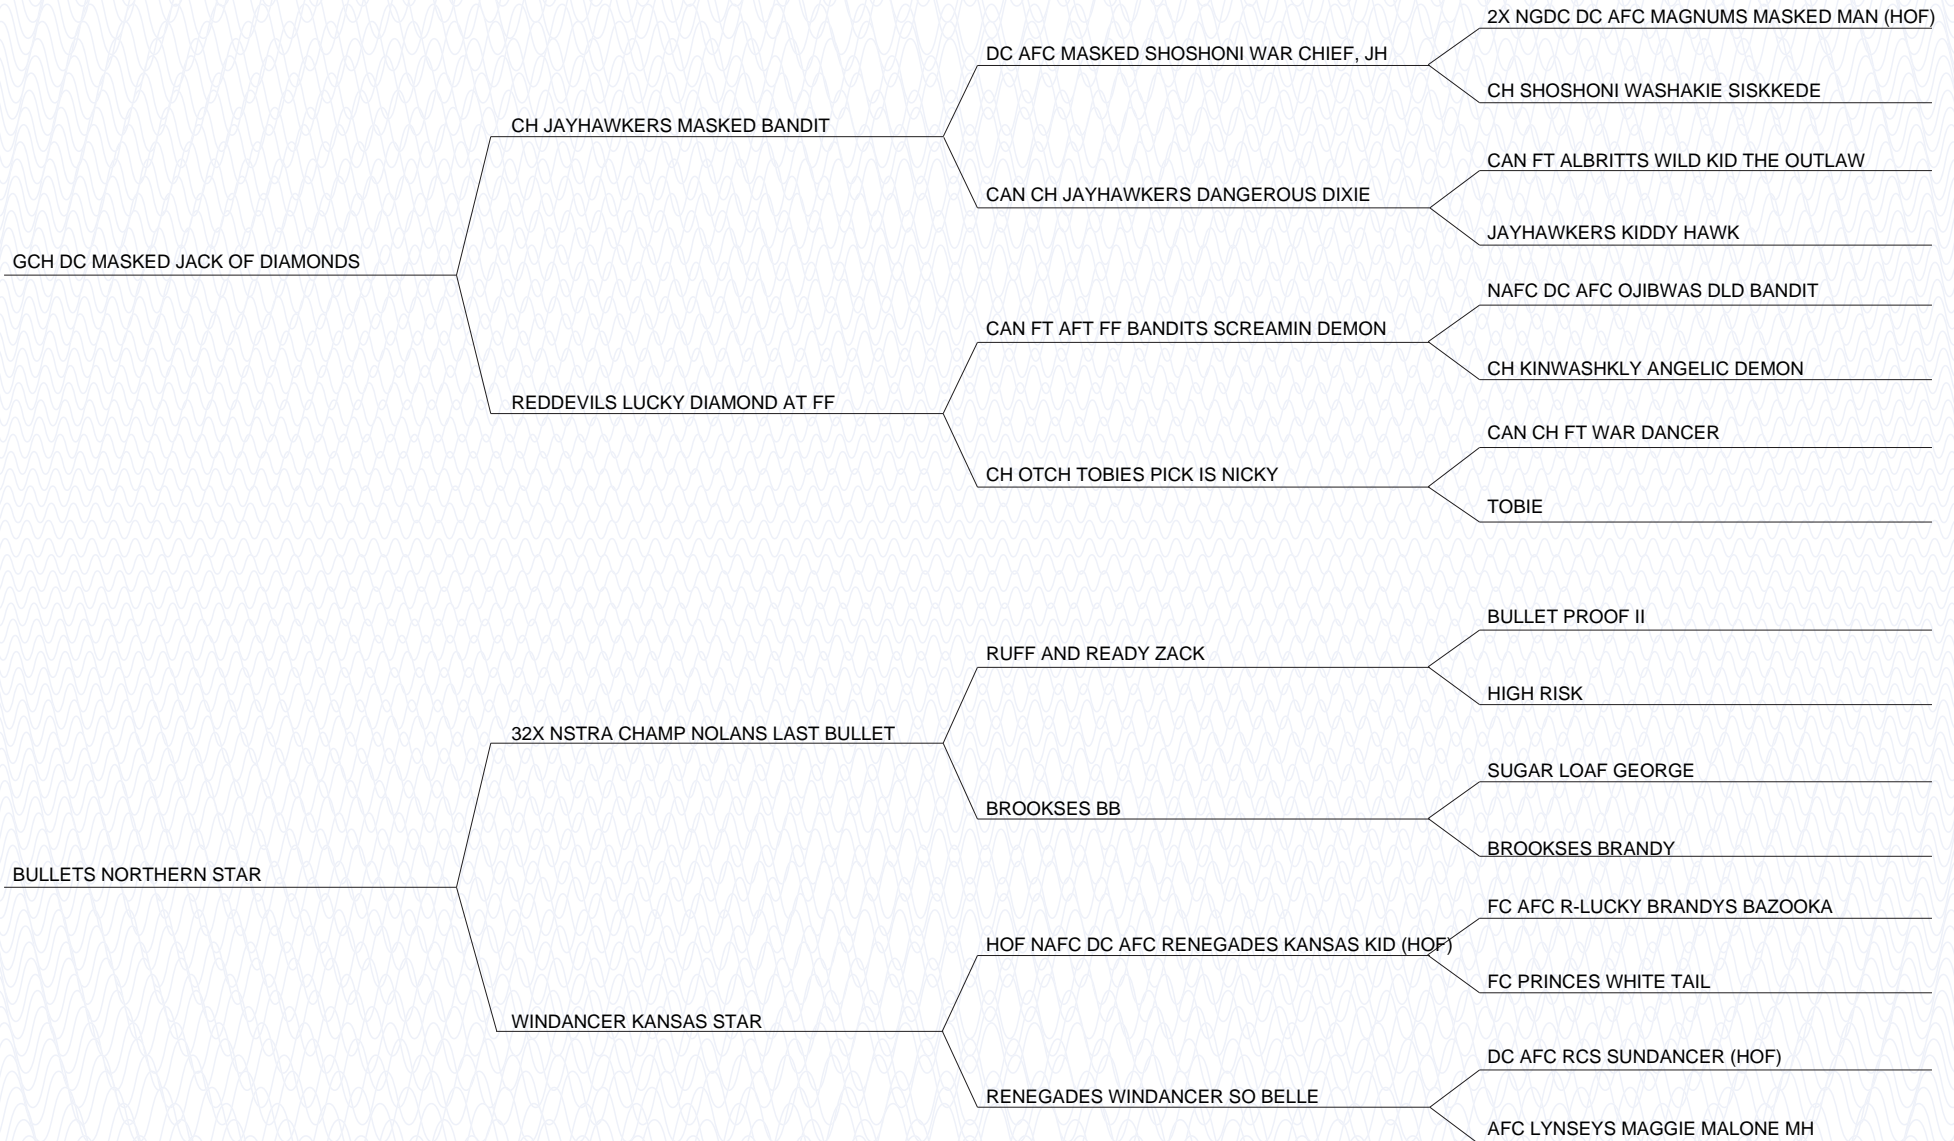 2X NGDC DC AFC MAGNUMS MASKED MAN (HOF)
DC AFC MASKED SHOSHONI WAR CHIEF, JH
CH SHOSHONI WASHAKIE SISKKEDE
CH JAYHAWKERS MASKED BANDIT
CAN FT ALBRITTS WILD KID THE OUTLAW
CAN CH JAYHAWKERS DANGEROUS DIXIE
JAYHAWKERS KIDDY HAWK
GCH DC MASKED JACK OF DIAMONDS
NAFC DC AFC OJIBWAS DLD BANDIT
CAN FT AFT FF BANDITS SCREAMIN DEMON
CH KINWASHKLY ANGELIC DEMON
REDDEVILS LUCKY DIAMOND AT FF
CAN CH FT WAR DANCER
CH OTCH TOBIES PICK IS NICKY
TOBIE
BULLET PROOF II
RUFF AND READY ZACK
HIGH RISK
32X NSTRA CHAMP NOLANS LAST BULLET
SUGAR LOAF GEORGE
BROOKSES BB
BROOKSES BRANDY
BULLETS NORTHERN STAR
FC AFC R-LUCKY BRANDYS BAZOOKA
HOF NAFC DC AFC RENEGADES KANSAS KID (HOF)
FC PRINCES WHITE TAIL
WINDANCER KANSAS STAR
DC AFC RCS SUNDANCER (HOF)
RENEGADES WINDANCER SO BELLE
AFC LYNSEYS MAGGIE MALONE MH